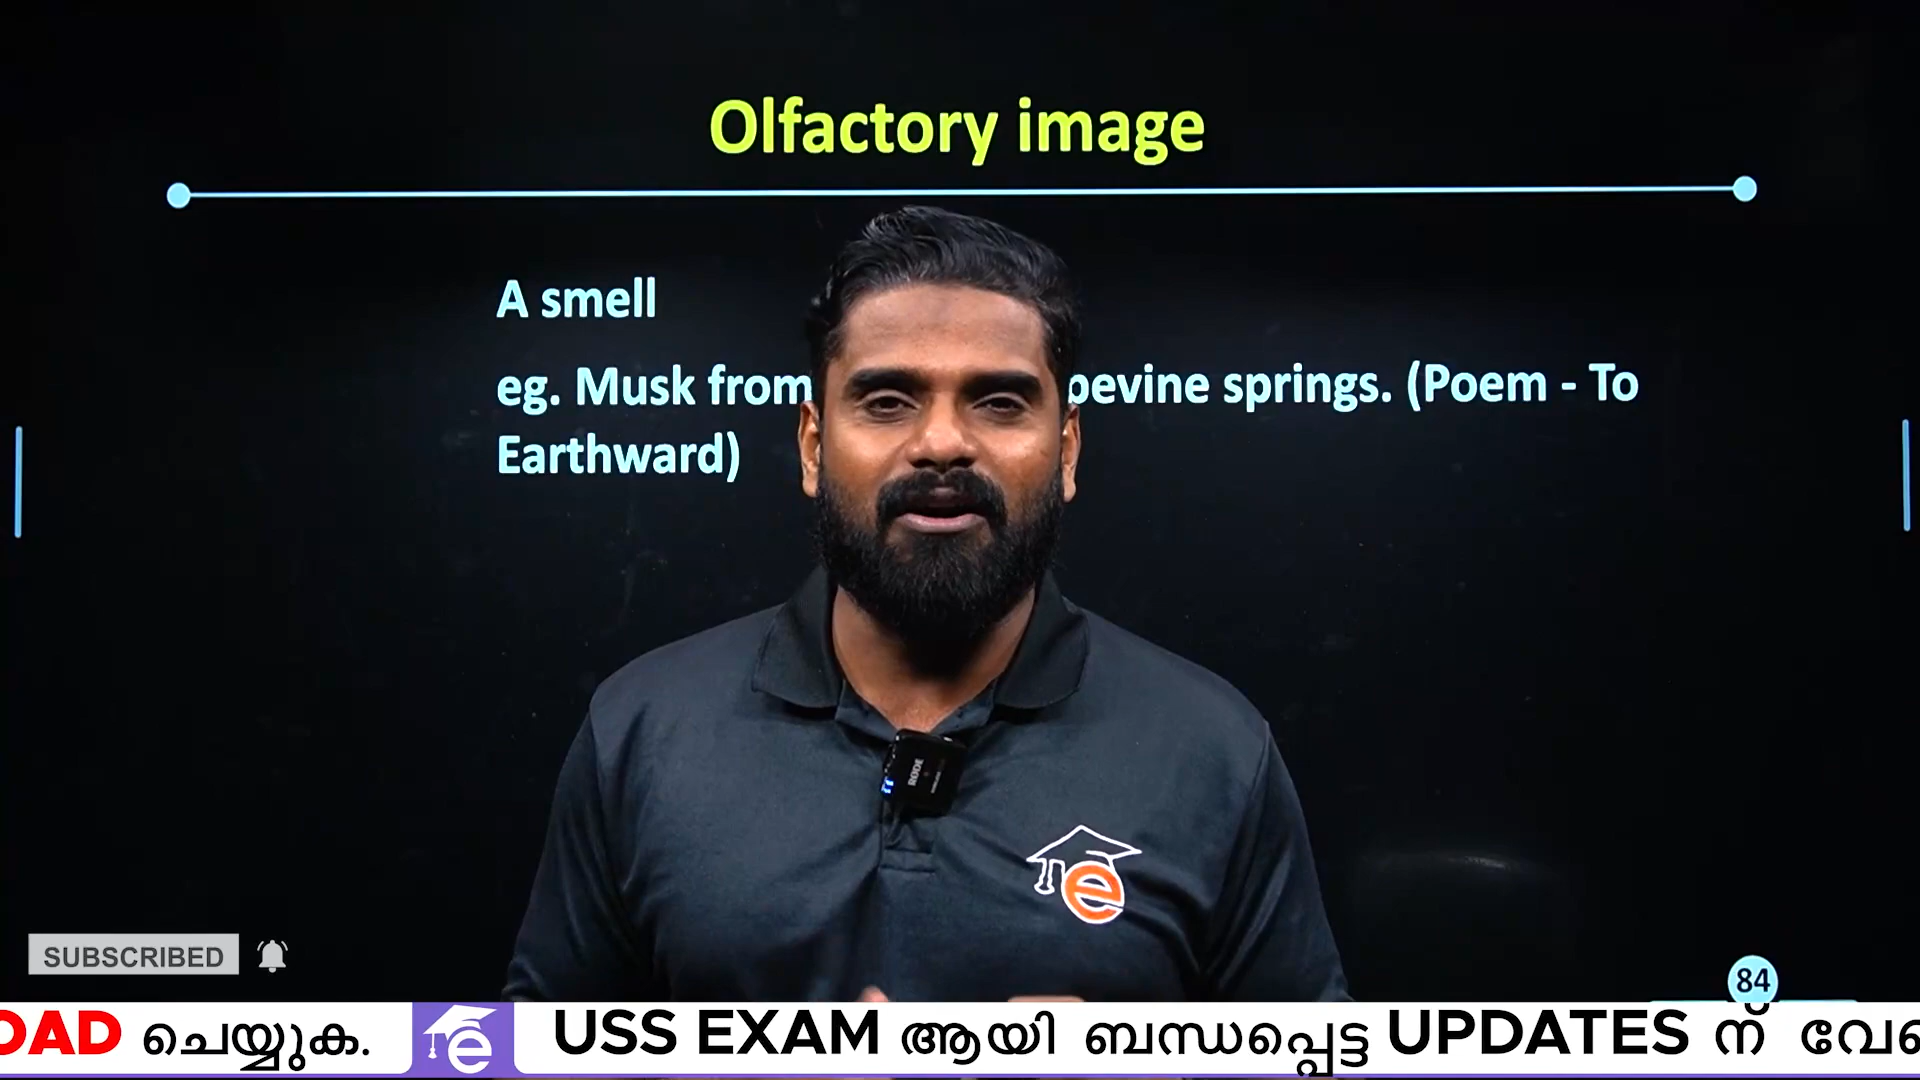 Olfactory image
A smell
eg. Musk from pevine springs. (Poem - To
Earthward)
RODE
e
SUBSCRIBED
84
OAD ചെയ്യുക. e USS EXAM ആയി ബന്ധപ്പെട്ട UPDATES ന്